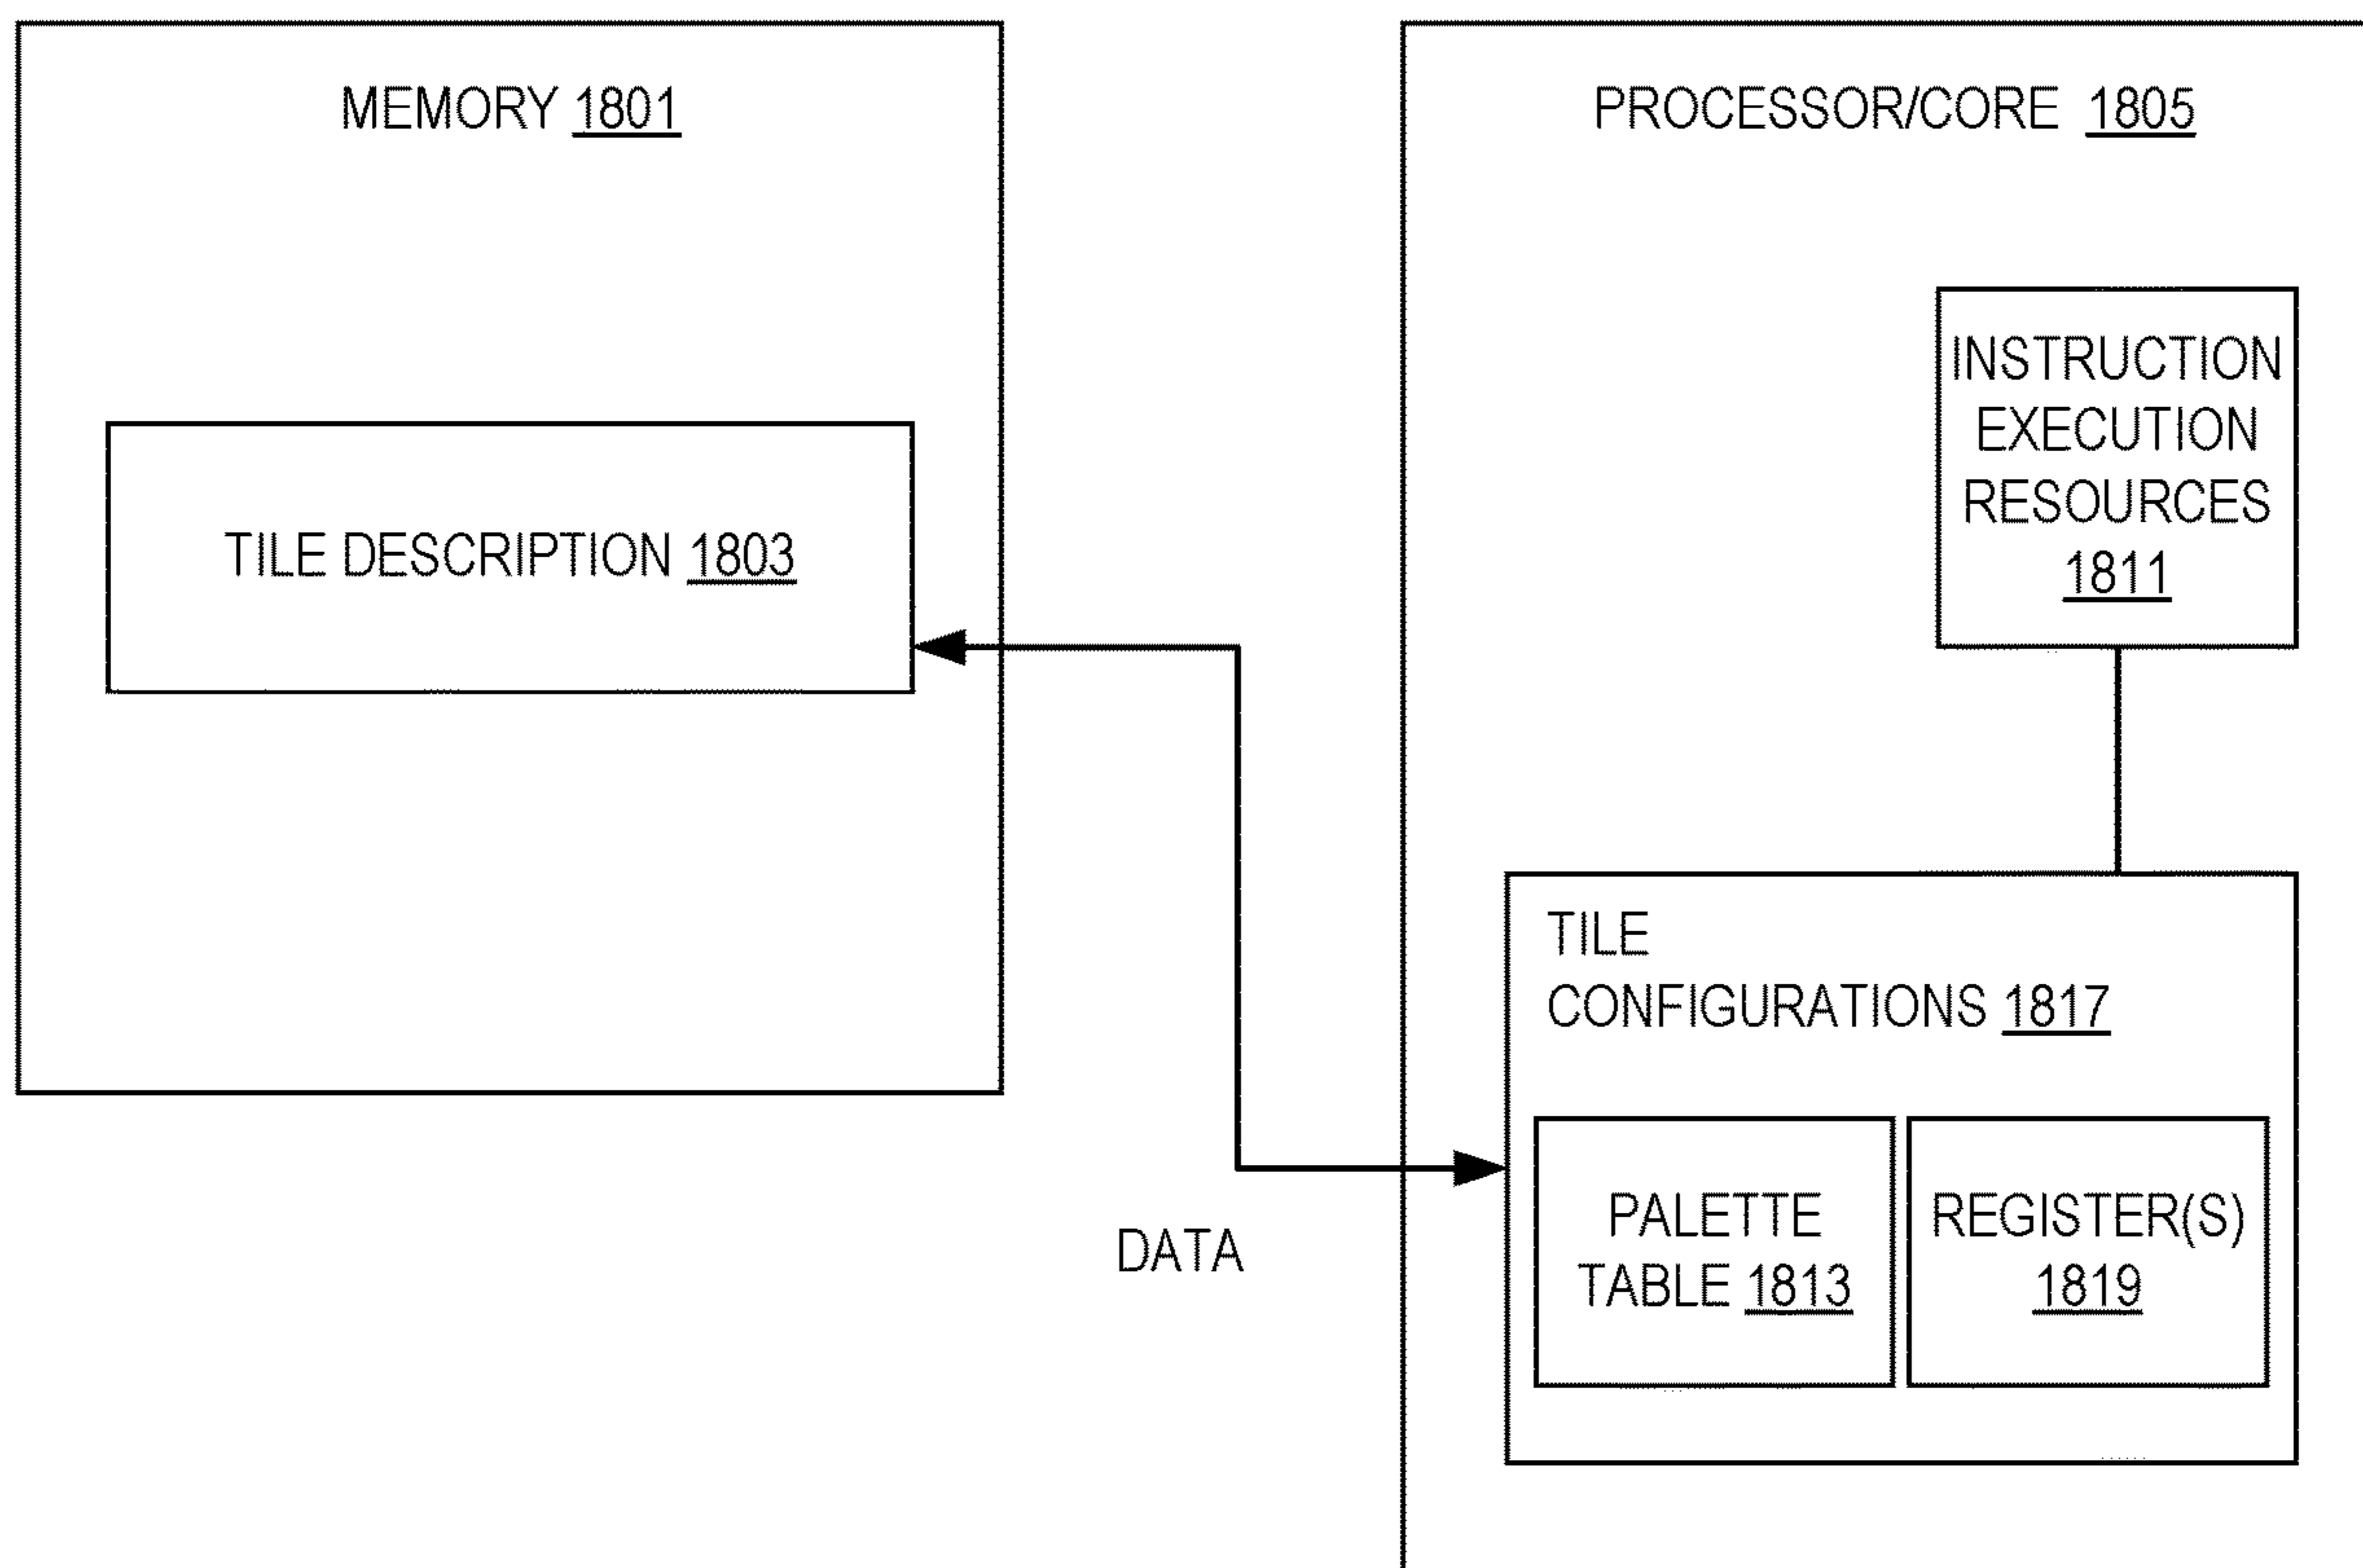 MEMORY 1801
TILE DESCRIPTION 1803
DATA
PROCESSOR/CORE 1805
INSTRUCTION
EXECUTION
RESOURCES
1811
TILE
CONFIGURATIONS 1817
PALETTE
TABLE 1813
REGISTER(S)
1819